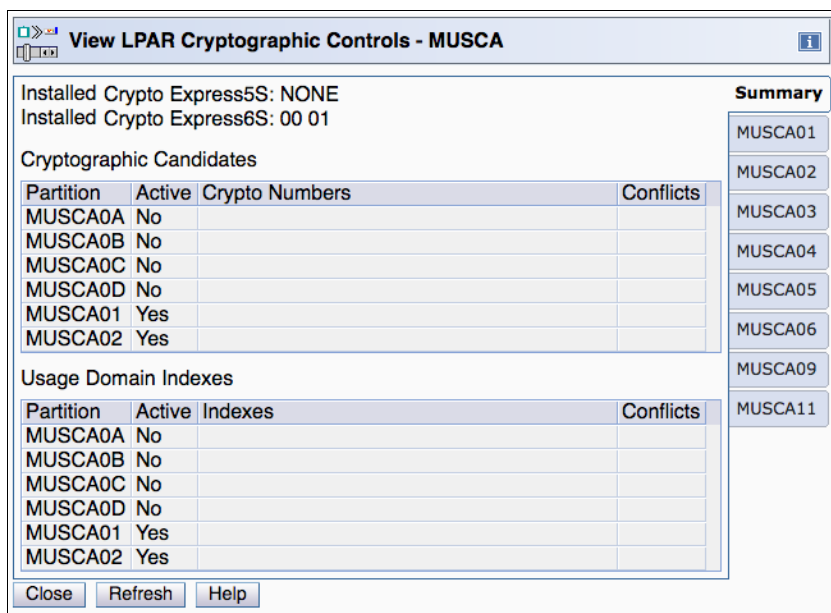 View LPAR Cryptographic Controls - MUSCA
i
Installed Crypto Express5S: NONE
Installed Crypto Express6S: 00 01
Cryptographic Candidates
Partition Active Crypto Numbers Conflicts
MUSCA0A No
MUSCA0B No
MUSCA0C No
MUSCA0D No
MUSCA01 Yes
MUSCA02 Yes
Usage Domain Indexes
Partition Active Indexes Conflicts
MUSCA0A No
MUSCA0B No
MUSCA0C No
MUSCA0D No
MUSCA01 Yes
MUSCA02 Yes
Summary
MUSCA01
MUSCA02
MUSCA03
MUSCA04
MUSCA05
MUSCA06
MUSCA09
MUSCA11
Close Refresh Help